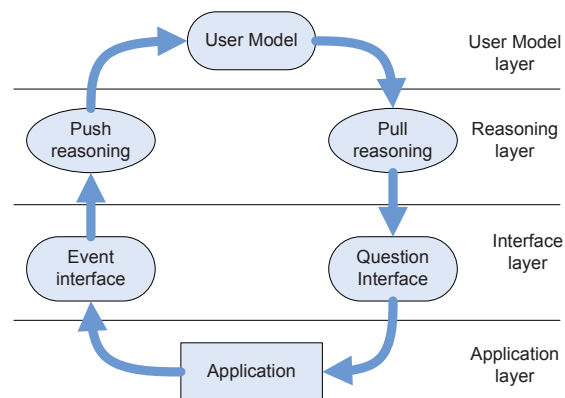 User Model
User Model
layer
Push
reasoning
Pull
reasoning
Reasoning
layer
Event
interface
Question
Interface
Interface
layer
Application
Application
layer